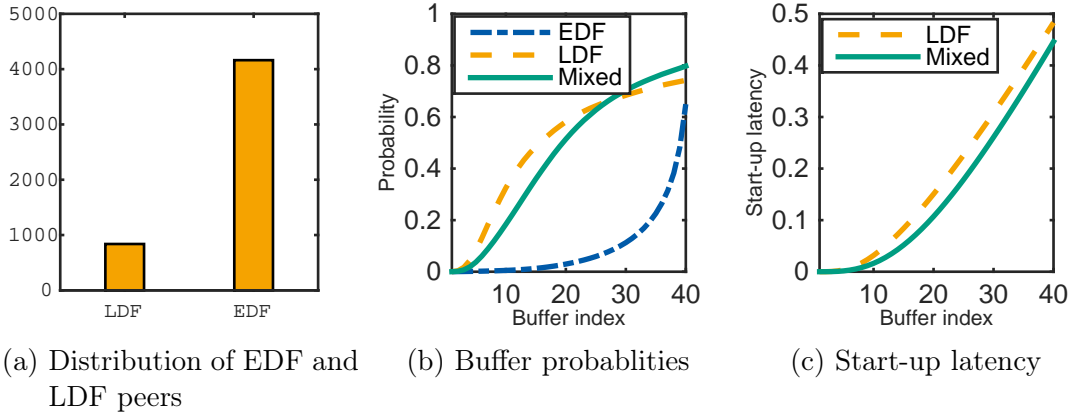 5000
4000
3000
2000
1000
0
LDF
EDF
1
0.8
0.6
0.4
0.2
0
Probability
EDF
LDF
Mixed
10 20 30 40
Buffer index
0.5
0.4
0.3
0.2
0.1
0
Start-up latency
LDF
Mixed
10 20 30 40
Buffer index
(a) Distribution of EDF and
LDF peers
(b) Buffer probablities
(c) Start-up latency